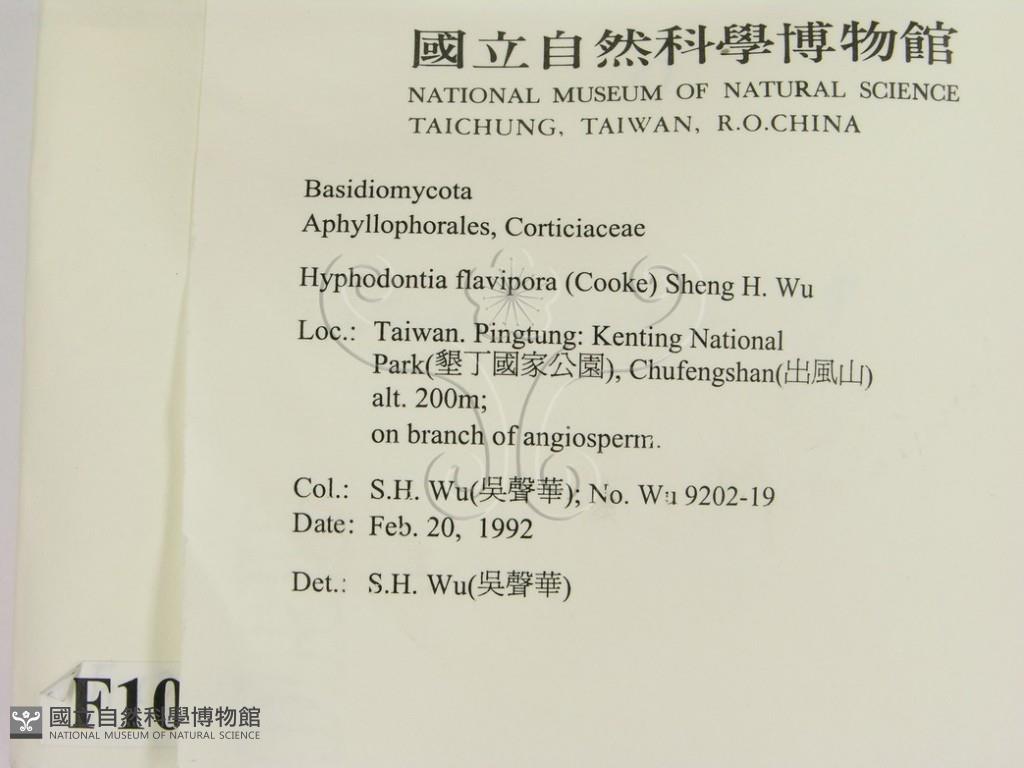 國立自然科學博物館
NATIONAL MUSEUM OF NATURAL SCIENCE
TAICHUNG, TAIWAN, R.O.CHINA
Basidiomycota
Aphyllophorales, Corticiaceae
Hyphodontia flavipora (Cooke) Sheng H. Wu
Loc.: Taiwan. Pingtung: Kenting National
Park(墾丁國家公園), Chufengshan(出風山)
alt. 200m;
on branch of angiosperm.
Col.: S.H. Wu(吳聲華); No. Wu 9202-19
Date: Feb. 20, 1992
Det.: S.H. Wu(吳聲華)
F10
國立自然科學博物館
NATIONAL MUSEUM OF NATURAL SCIENCE